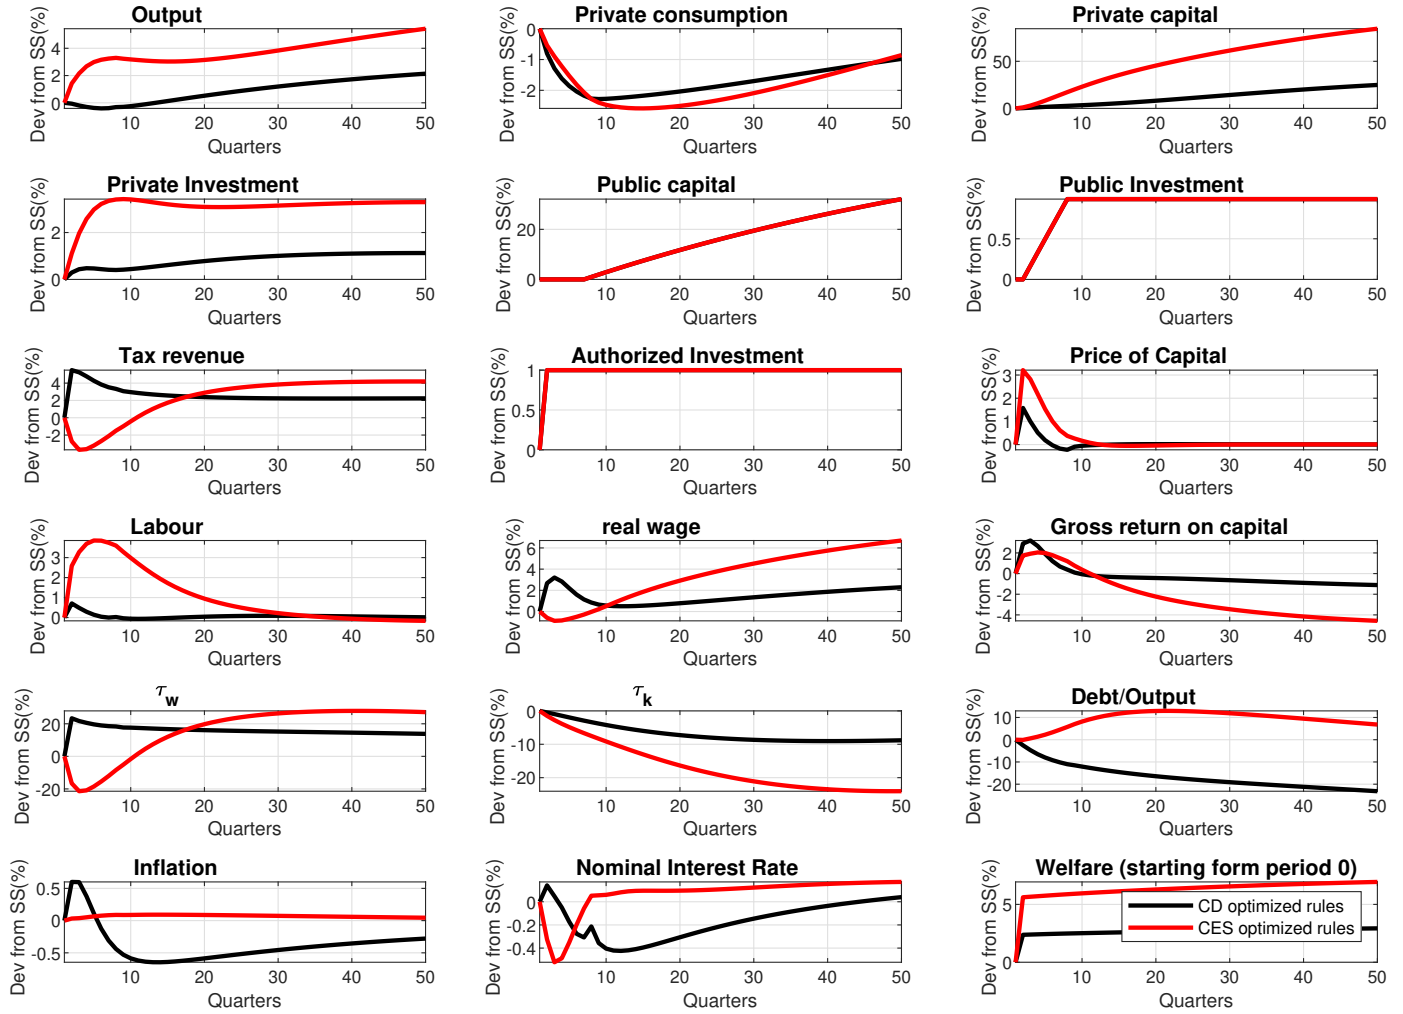 Output
Dev from SS(%)
4
2
0
10
20
30
40
50
Quarters
Private consumption
Dev from SS(%)
0
-1
-2
10
20
30
40
50
Quarters
Private capital
Dev from SS(%)
50
0
10
20
30
40
50
Quarters
Private Investment
Dev from SS(%)
2
0
10
20
30
40
50
Quarters
Public capital
Dev from SS(%)
20
0
10
20
30
40
50
Quarters
Public Investment
Dev from SS(%)
0.5
0
10
20
30
40
50
Quarters
Tax revenue
Dev from SS(%)
4
2
0
-2
10
20
30
40
50
Quarters
Authorized Investment
Dev from SS(%)
1
0.5
0
10
20
30
40
50
Quarters
Price of Capital
Dev from SS(%)
3
2
1
0
10
20
30
40
50
Quarters
Labour
Dev from SS(%)
3
2
1
0
10
20
30
40
50
Quarters
real wage
Dev from SS(%)
6
4
2
0
10
20
30
40
50
Quarters
Gross return on capital
Dev from SS(%)
2
0
-2
-4
10
20
30
40
50
Quarters
τw
Dev from SS(%)
20
0
-20
10
20
30
40
50
Quarters
τk
Dev from SS(%)
0
-10
-20
10
20
30
40
50
Quarters
Debt/Output
Dev from SS(%)
10
0
-10
-20
10
20
30
40
50
Quarters
Inflation
Dev from SS(%)
0.5
0
-0.5
10
20
30
40
50
Quarters
Nominal Interest Rate
Dev from SS(%)
0
-0.2
-0.4
10
20
30
40
50
Quarters
Welfare (starting form period 0)
Dev from SS(%)
5
0
CD optimized rules
CES optimized rules
10
20
30
40
50
Quarters